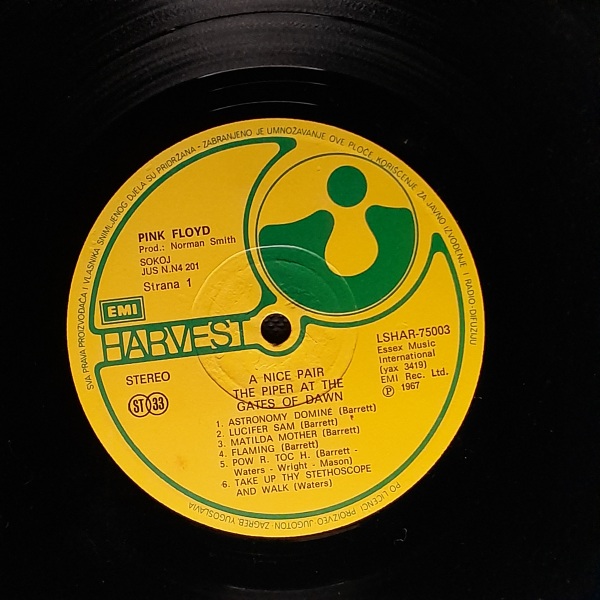 SVA PRAVA PROIZVOĐAČA I VLASNIKA SNIMLJENOG DJELA SU PRIDRŽANA - ZABRANJENO JE UMNOŽAVANJE OVE PLOČE KORIŠĆENJE ZA JAVNO IZVOĐENJE I RADIO-DIFUZIJU
PINK FLOYD
Prod.: Norman Smith
SOKOJ
JUS N.N4 201
Strana 1
EMI
HARVEST
STEREO
ST 33
LSHAR-75003
Essex Music
International
(yax 3419)
EMI Rec. Ltd.
Ⓟ 1967
A NICE PAIR
THE PIPER AT THE
GATES OF DAWN
1. ASTRONOMY DOMINE (Barrett)
2. LUCIFER SAM (Barrett)
3. MATILDA MOTHER (Barrett)
4. FLAMING (Barrett)
5. POW R. TOC H. (Barrett -
Waters - Wright - Mason)
6. TAKE UP THY STETHOSCOPE
AND WALK (Waters)
PO LICENCI PROIZVEO JUGOTON ZAGREB, YUGOSLAVIA